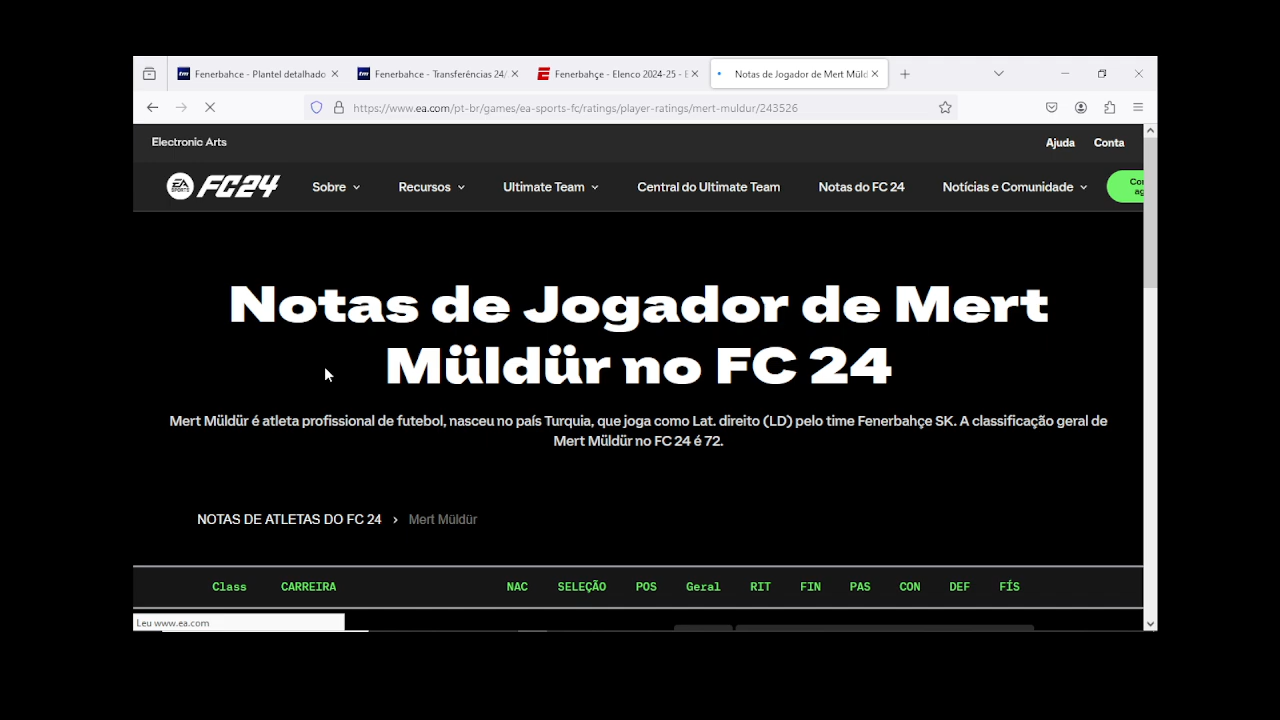 Fenerbahce - Plantel detalhado
Fenerbahce - Transferências 24/
Fenerbahçe - Elenco 2024-25 - E
Notas de Jogador de Mert Müld
https://www.ea.com/pt-br/games/ea-sports-fc/ratings/player-ratings/mert-muldur/243526
Electronic Arts
Ajuda
Conta
EA SPORTS FC24
Sobre
Recursos
Ultimate Team
Central do Ultimate Team
Notas do FC 24
Notícias e Comunidade
Notas de Jogador de Mert
Müldür no FC 24
Mert Müldür é atleta profissional de futebol, nasceu no país Turquia, que joga como Lat. direito (LD) pelo time Fenerbahçe SK. A classificação geral de
Mert Müldür no FC 24 é 72.
NOTAS DE ATLETAS DO FC 24 › Mert Müldür
Class CARREIRA NAC SELEÇÃO POS Geral RIT FIN PAS CON DEF FÍS
Leu www.ea.com